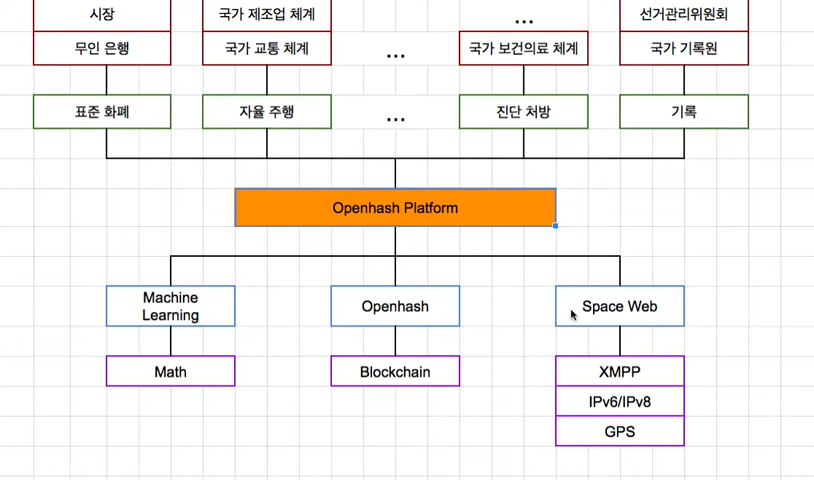 시장
국가 제조업 체계
...
선거관리위원회
무인 은행
국가 교통 체계
...
국가 보건의료 체계
국가 기록원
표준 화폐
자율 주행
...
진단 처방
기록
Openhash Platform
Machine
Learning
Openhash
Space Web
Math
Blockchain
XMPP
IPv6/IPv8
GPS